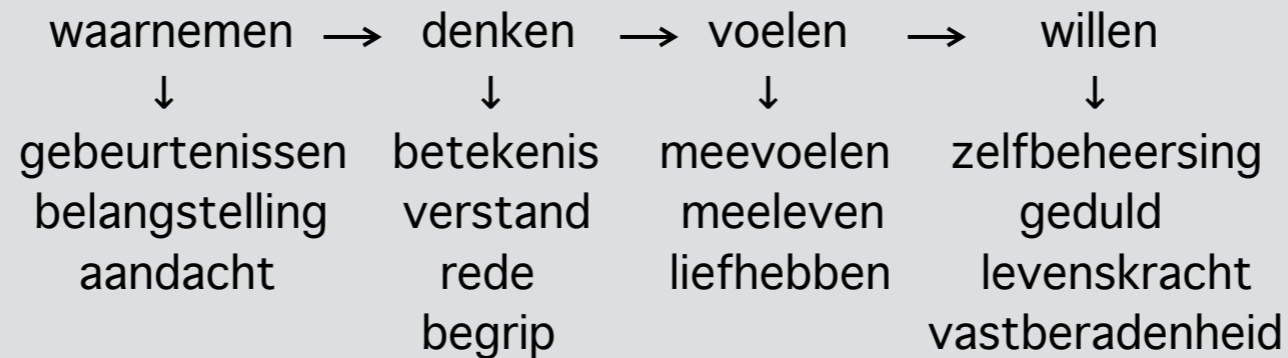 waarnemen → denken → voelen → willen
↓ ↓ ↓ ↓
gebeurtenissen betekenis meevoelen zelfbeheersing
belangstelling verstand meeleven geduld
aandacht rede liefhebben levenskracht
begrip vastberadenheid